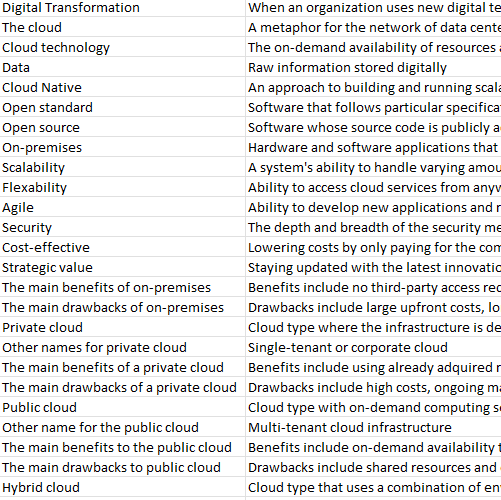 Digital Transformation When an organization uses new digital te
The cloud A metaphor for the network of data cente
Cloud technology The on-demand availability of resources
Data Raw information stored digitally
Cloud Native An approach to building and running scala
Open standard Software that follows particular specifica
Open source Software whose source code is publicly a
On-premises Hardware and software applications that
Scalability A system's ability to handle varying amou
Flexability Ability to access cloud services from anyw
Agile Ability to develop new applications and r
Security The depth and breadth of the security me
Cost-effective Lowering costs by only paying for the com
Strategic value Staying updated with the latest innovatio
The main benefits of on-premises Benefits include no third-party access rec
The main drawbacks of on-premises Drawbacks include large upfront costs, lo
Private cloud Cloud type where the infrastructure is de
Other names for private cloud Single-tenant or corporate cloud
The main benefits of a private cloud Benefits include using already adquired r
The main drawbacks of a private cloud Drawbacks include high costs, ongoing ma
Public cloud Cloud type with on-demand computing se
Other name for the public cloud Multi-tenant cloud infrastructure
The main benefits to the public cloud Benefits include on-demand availability t
The main drawbacks to public cloud Drawbacks include shared resources and
Hybrid cloud Cloud type that uses a combination of en